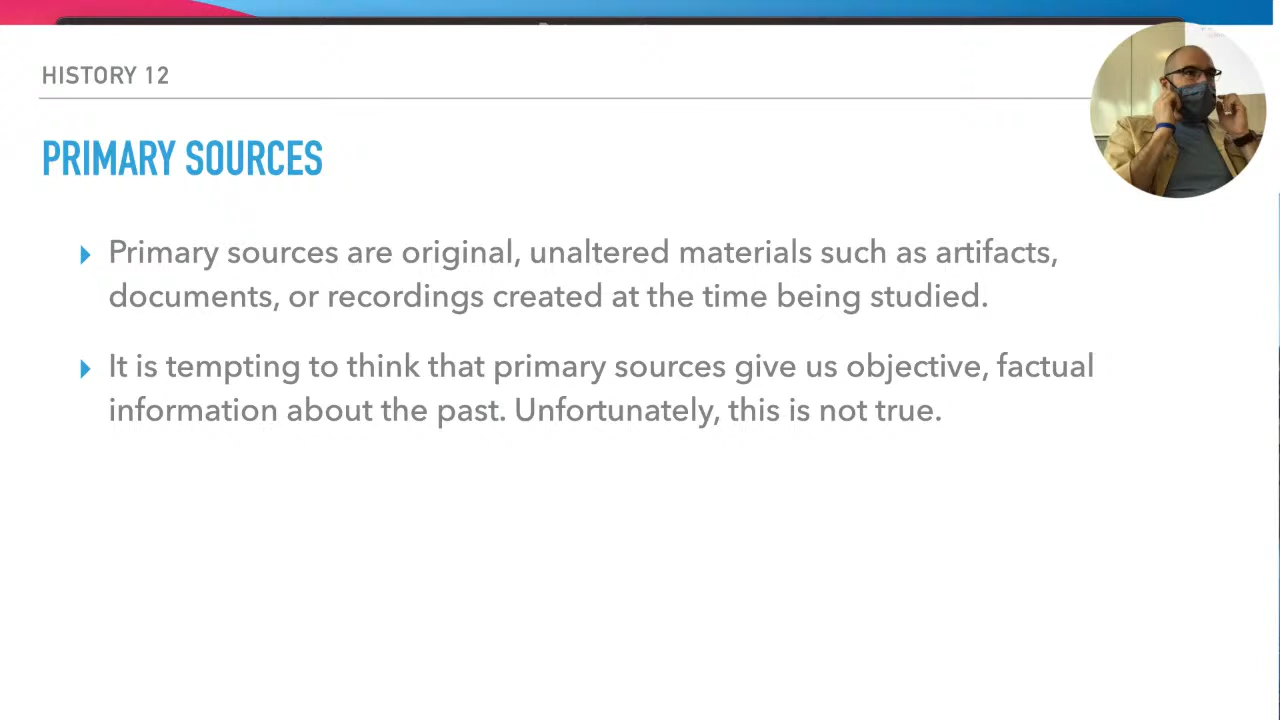 HISTORY 12
PRIMARY SOURCES
Primary sources are original, unaltered materials such as artifacts,
documents, or recordings created at the time being studied.
It is tempting to think that primary sources give us objective, factual
information about the past. Unfortunately, this is not true.